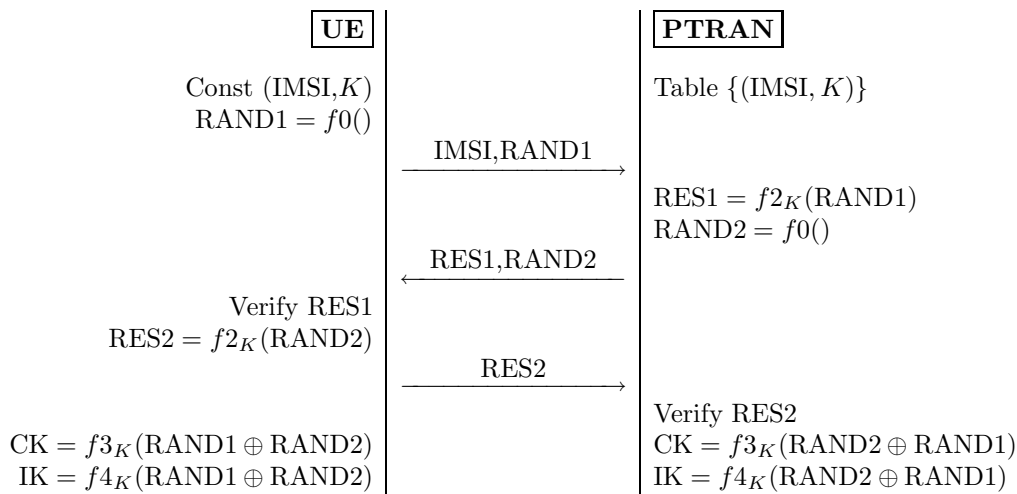 UE
PTRAN
Const (IMSI,K)
Table {(IMSI, K)}
RAND1 = f0()
IMSI,RAND1
RES1 = f2_K(RAND1)
RAND2 = f0()
RES1,RAND2
Verify RES1
RES2 = f2_K(RAND2)
RES2
Verify RES2
CK = f3_K(RAND1 ⊕ RAND2)
CK = f3_K(RAND2 ⊕ RAND1)
IK = f4_K(RAND1 ⊕ RAND2)
IK = f4_K(RAND2 ⊕ RAND1)